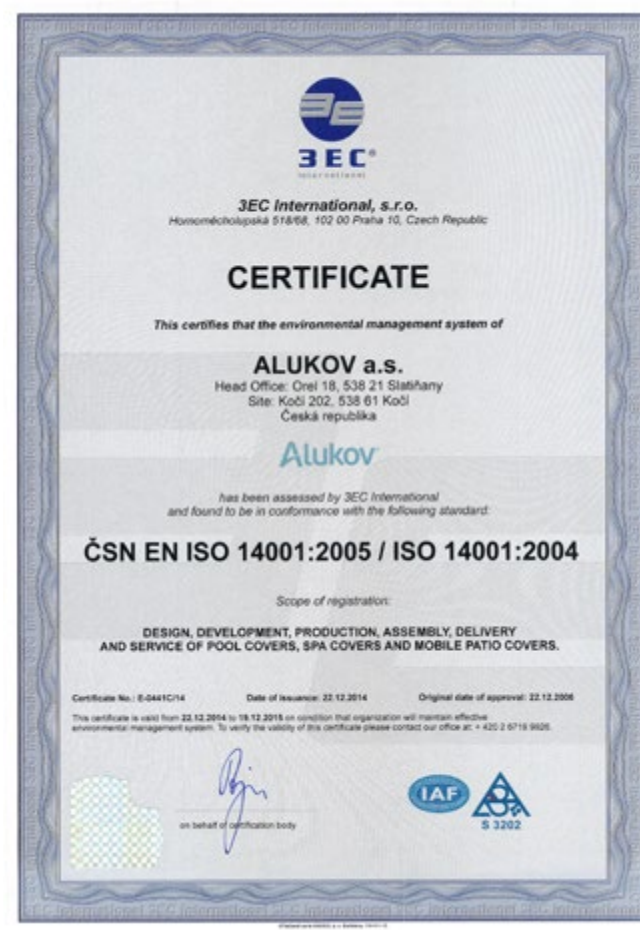 3EC®
International
3EC International, s.r.o.
Hornoměcholupská 518/68, 102 00 Praha 10, Czech Republic
CERTIFICATE
This certifies that the environmental management system of
ALUKOV a.s.
Head Office: Orel 18, 538 21 Slatiňany
Site: Kočí 202, 538 61 Kočí
Česká republika
Alukov
has been assessed by 3EC International
and found to be in conformance with the following standard:
ČSN EN ISO 14001:2005 / ISO 14001:2004
Scope of registration:
DESIGN, DEVELOPMENT, PRODUCTION, ASSEMBLY, DELIVERY
AND SERVICE OF POOL COVERS, SPA COVERS AND MOBILE PATIO COVERS.
Certificate No.: E-0441C/14 Date of issuance: 22.12.2014 Original date of approval: 22.12.2006
This certificate is valid from 22.12.2014 to 19.12.2015 on condition that organization will maintain effective
environmental management system. To verify the validity of this certificate please contact our office at: + 420 2 6719 9926.
on behalf of certification body
IAF
S 3202